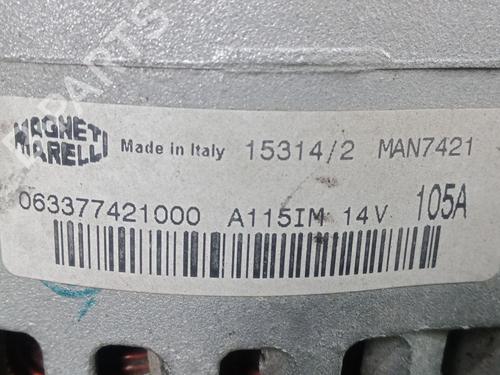 MAGNETI MARELLI Made in Italy 15314/2 MAN7421
063377421000 A115IM 14V 105A